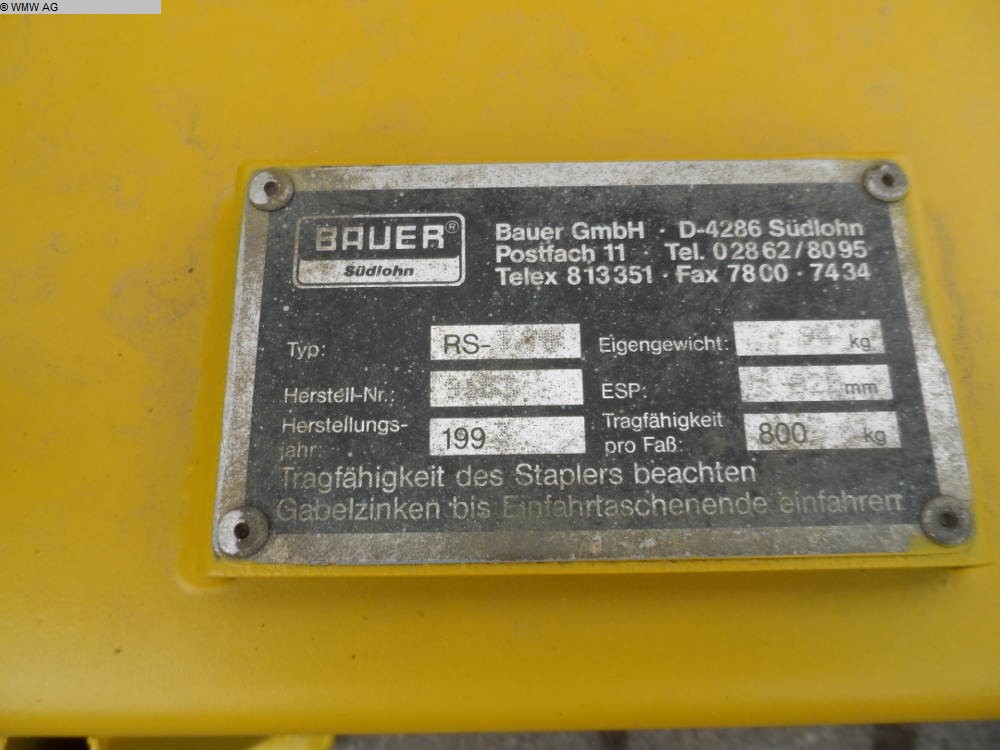 © WMW AG
BAUER®
Südlohn
Bauer GmbH · D-4286 Südlohn
Postfach 11 · Tel. 02862/8095
Telex 813351 · Fax 7800 · 7434
Typ: RS-
Eigengewicht: kg
Herstell-Nr.:
ESP: mm
Herstellungs-
jahr: 199
Tragfähigkeit
pro Faß: 800 kg
Tragfähigkeit des Staplers beachten
Gabelzinken bis Einfahrtaschenende einfahren